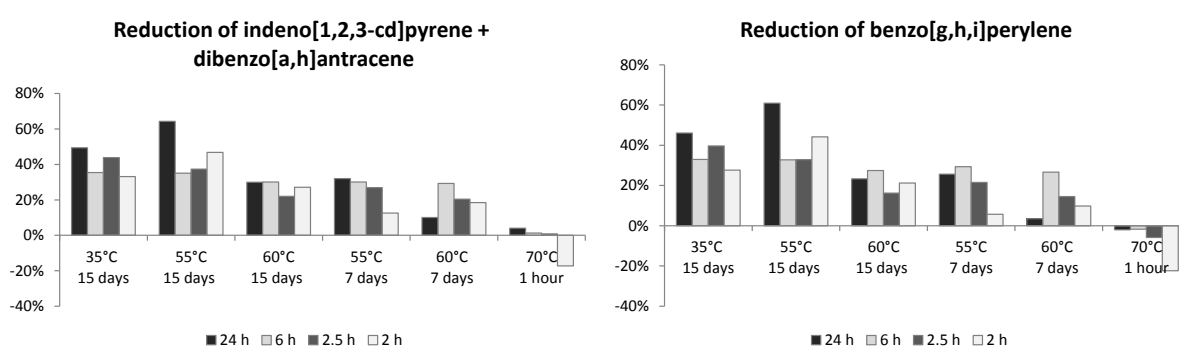 Reduction of indeno[1,2,3-cd]pyrene +
dibenzo[a,h]antracene
80%
60%
40%
20%
0%
-20%
-40%
35°C 55°C 60°C 55°C 60°C 70°C
15 days 15 days 15 days 7 days 7 days 1 hour
24 h 6 h 2.5 h 2 h
Reduction of benzo[g,h,i]perylene
80%
60%
40%
20%
0%
-20%
-40%
35°C 55°C 60°C 55°C 60°C 70°C
15 days 15 days 15 days 7 days 7 days 1 hour
24 h 6 h 2.5 h 2 h